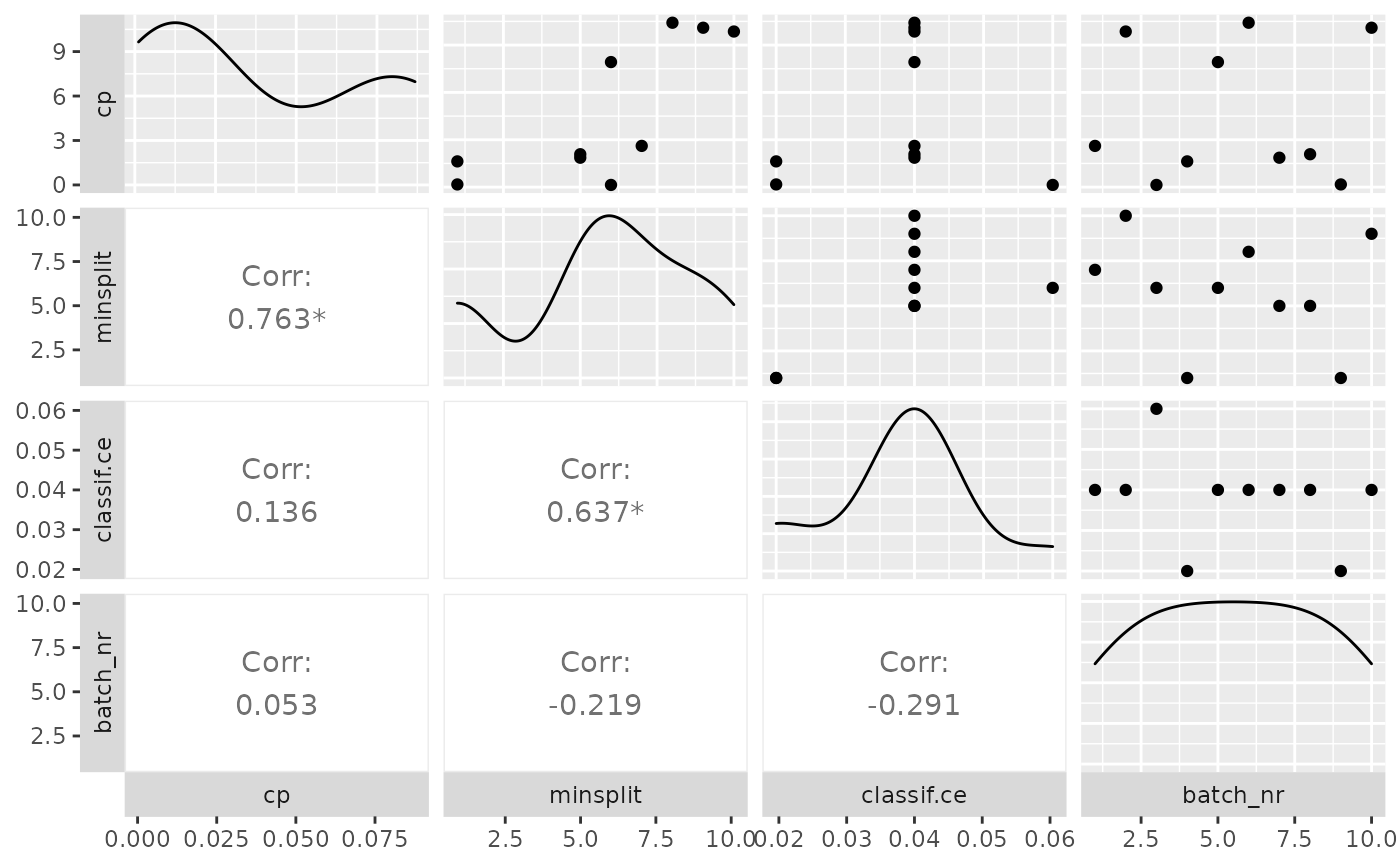 9
6
3
0
cp
10.0
7.5
5.0
2.5
minsplit
Corr:
0.763*
0.06
0.05
0.04
0.03
0.02
classif.ce
Corr:
0.136
Corr:
0.637*
10.0
7.5
5.0
2.5
batch_nr
Corr:
0.053
Corr:
-0.219
Corr:
-0.291
cp minsplit classif.ce batch_nr
0.000 0.025 0.050 0.075 2.5 5.0 7.5 10.0 0.02 0.03 0.04 0.05 0.06 2.5 5.0 7.5 10.0